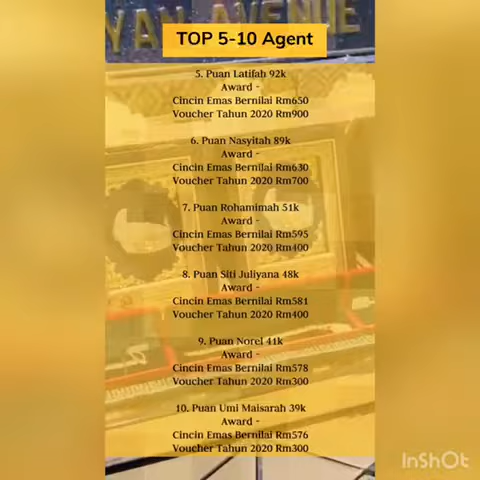 YAH AVENUE
TOP 5-10 Agent
5. Puan Latifah 92k
Award -
Cincin Emas Bernilai Rm650
Voucher Tahun 2020 Rm900
6. Puan Nasyitah 89k
Award -
Cincin Emas Bernilai Rm630
Voucher Tahun 2020 Rm700
7. Puan Rohamimah 51k
Award -
Cincin Emas Bernilai Rm595
Voucher Tahun 2020 Rm400
8. Puan Siti Juliyana 48k
Award -
Cincin Emas Bernilai Rm581
Voucher Tahun 2020 Rm400
9. Puan Norel 41k
Award -
Cincin Emas Bernilai Rm578
Voucher Tahun 2020 Rm300
10. Puan Umi Maisarah 39k
Award -
Cincin Emas Bernilai Rm576
Voucher Tahun 2020 Rm300
InShOt